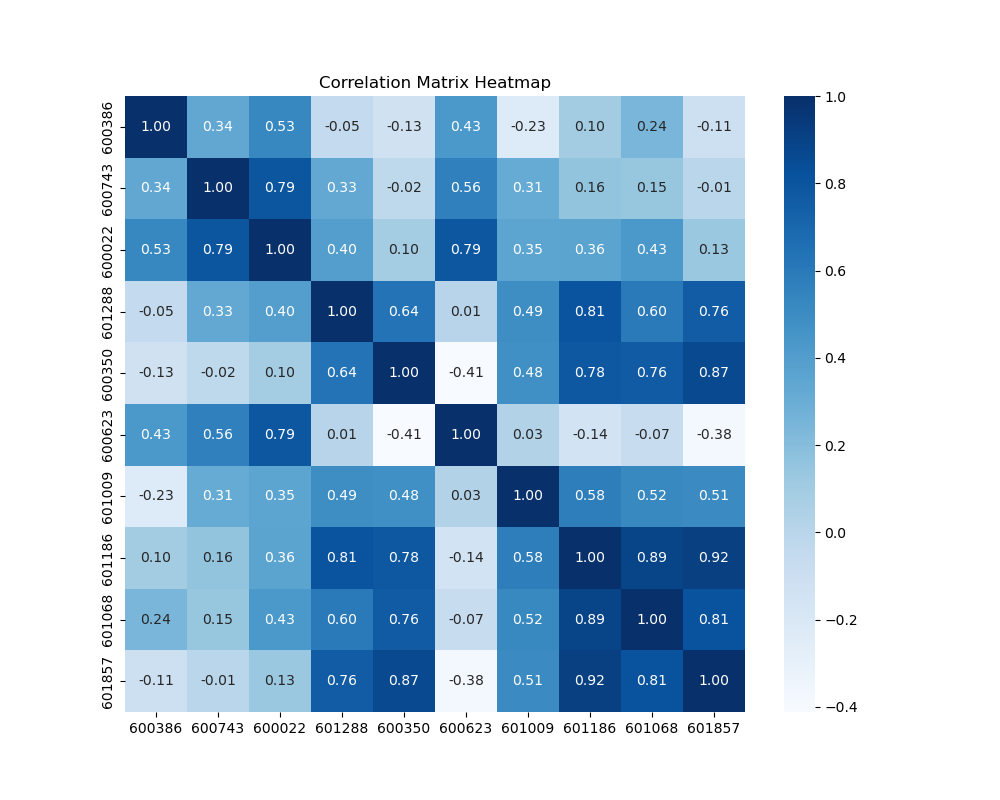 Correlation Matrix Heatmap
600386 1.00 0.34 0.53 -0.05 -0.13 0.43 -0.23 0.10 0.24 -0.11
600743 0.34 1.00 0.79 0.33 -0.02 0.56 0.31 0.16 0.15 -0.01
600022 0.53 0.79 1.00 0.40 0.10 0.79 0.35 0.36 0.43 0.13
601288 -0.05 0.33 0.40 1.00 0.64 0.01 0.49 0.81 0.60 0.76
600350 -0.13 -0.02 0.10 0.64 1.00 -0.41 0.48 0.78 0.76 0.87
600623 0.43 0.56 0.79 0.01 -0.41 1.00 0.03 -0.14 -0.07 -0.38
601009 -0.23 0.31 0.35 0.49 0.48 0.03 1.00 0.58 0.52 0.51
601186 0.10 0.16 0.36 0.81 0.78 -0.14 0.58 1.00 0.89 0.92
601068 0.24 0.15 0.43 0.60 0.76 -0.07 0.52 0.89 1.00 0.81
601857 -0.11 -0.01 0.13 0.76 0.87 -0.38 0.51 0.92 0.81 1.00
600386 600743 600022 601288 600350 600623 601009 601186 601068 601857
1.0
0.8
0.6
0.4
0.2
0.0
−0.2
−0.4